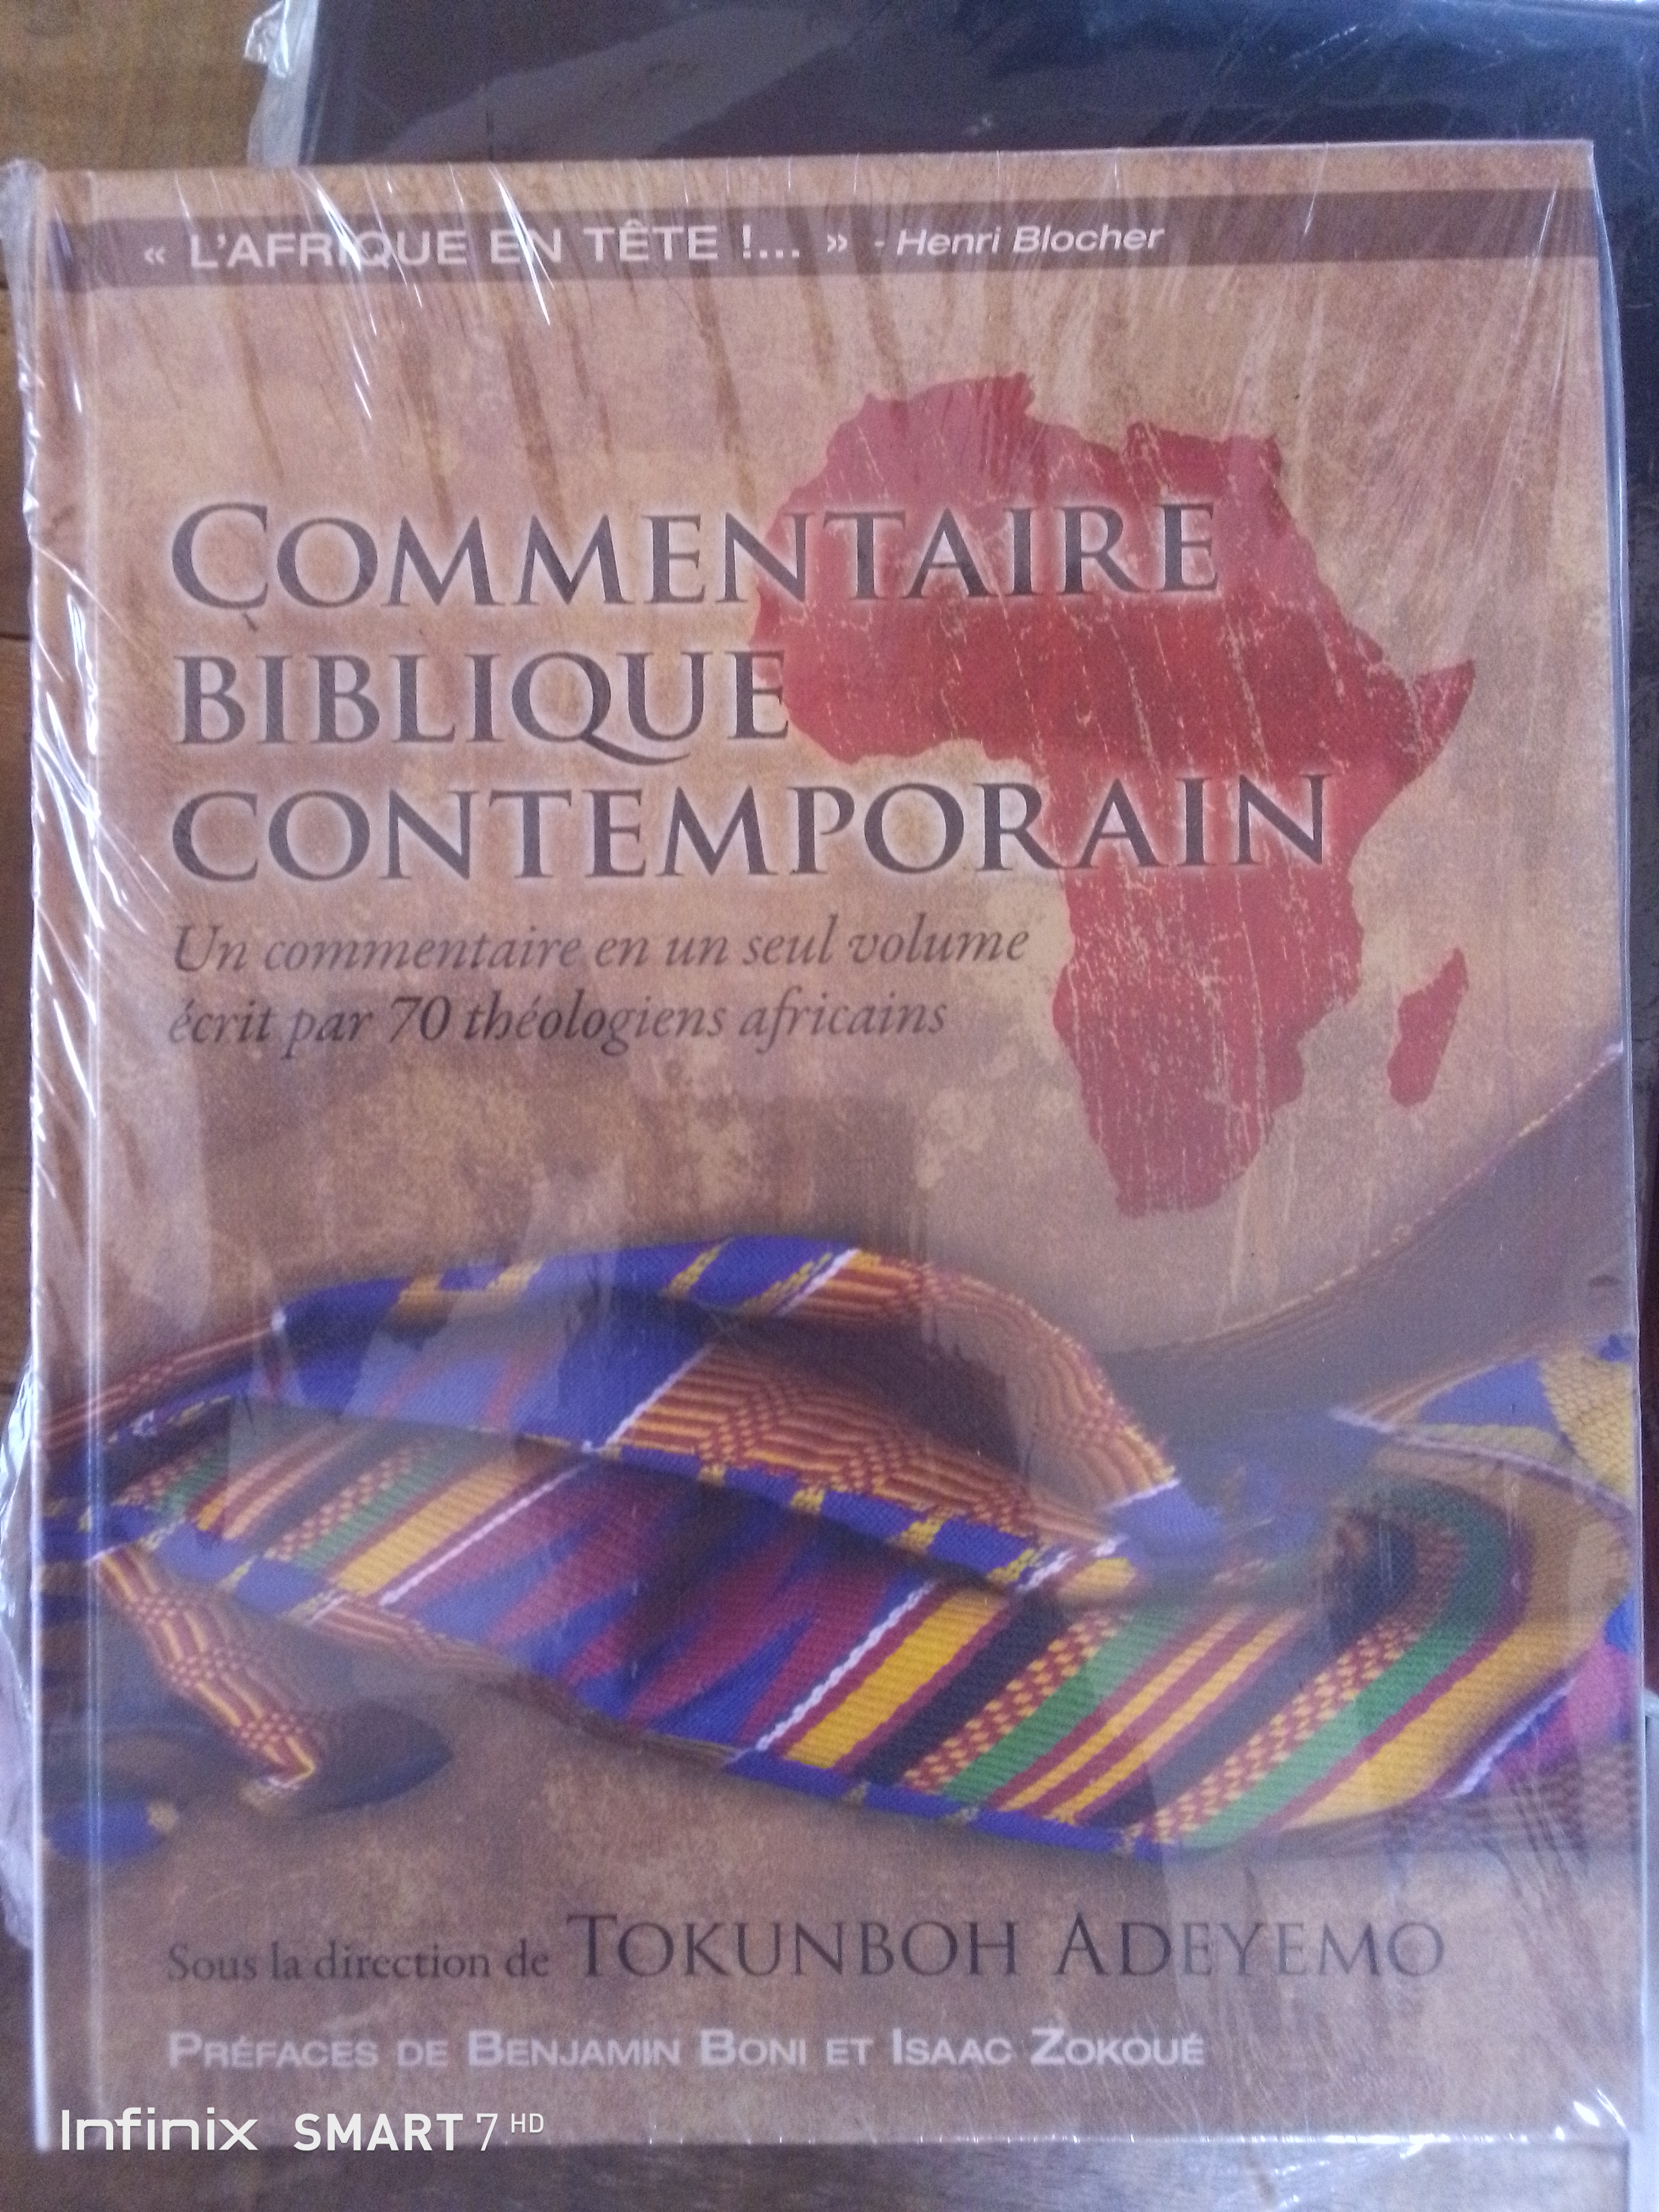 « L'AFRIQUE EN TÊTE !... » - Henri Blocher
COMMENTAIRE
BIBLIQUE
CONTEMPORAIN
Un commentaire en un seul volume
écrit par 70 théologiens africains
Sous la direction de TOKUNBOH ADEYEMO
PRÉFACES DE BENJAMIN BONI ET ISAAC ZOKOUÉ
Infinix SMART 7 HD